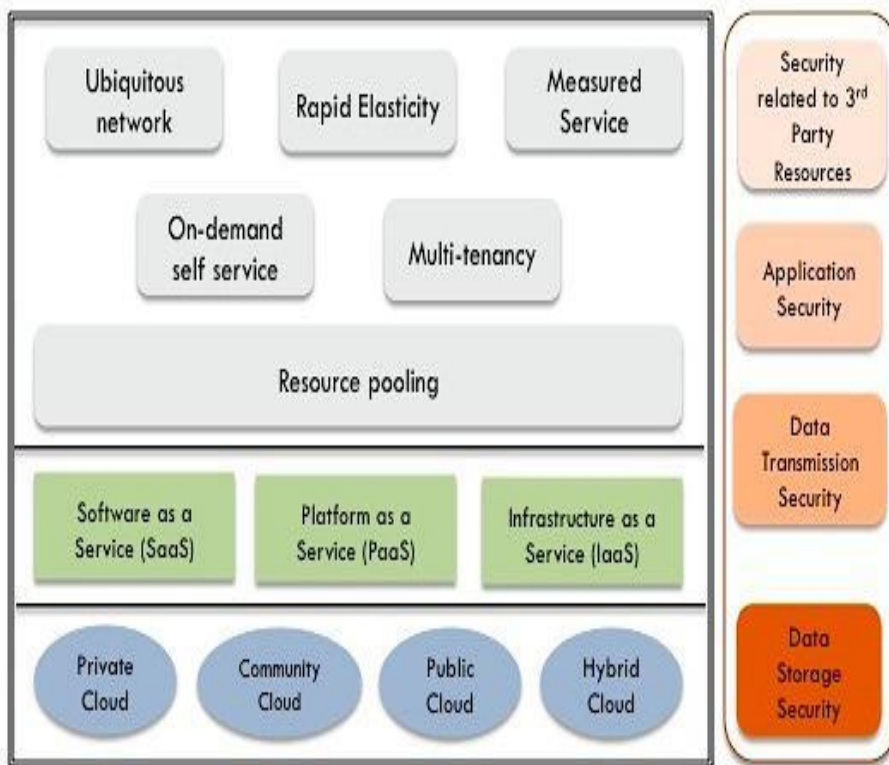 Ubiquitous
network
Rapid Elasticity
Measured
Service
On-demand
self service
Multi-tenancy
Resource pooling
Software as a
Service (SaaS)
Platform as a
Service (PaaS)
Infrastructure as a
Service (IaaS)
Private
Cloud
Community
Cloud
Public
Cloud
Hybrid
Cloud
Security
related to 3rd
Party
Resources
Application
Security
Data
Transmission
Security
Data
Storage
Security